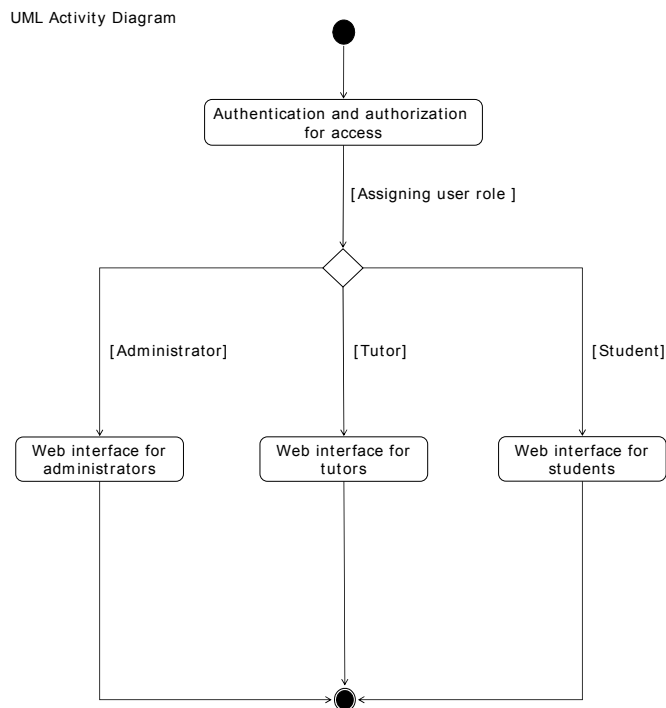 UML Activity Diagram
Authentication and authorization
for access
[Assigning user role ]
[Administrator]
[Tutor]
[Student]
Web interface for
administrators
Web interface for
tutors
Web interface for
students